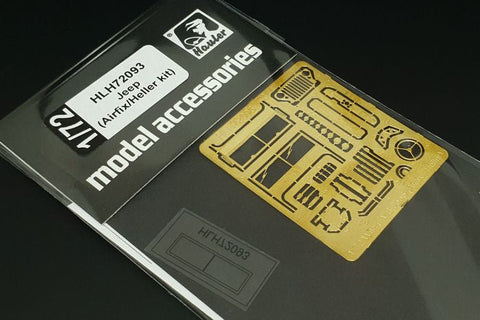 1/72
HLH72093
Jeep
(Airfix/Heller kit)
® Hauler
model accessories
HLH72093